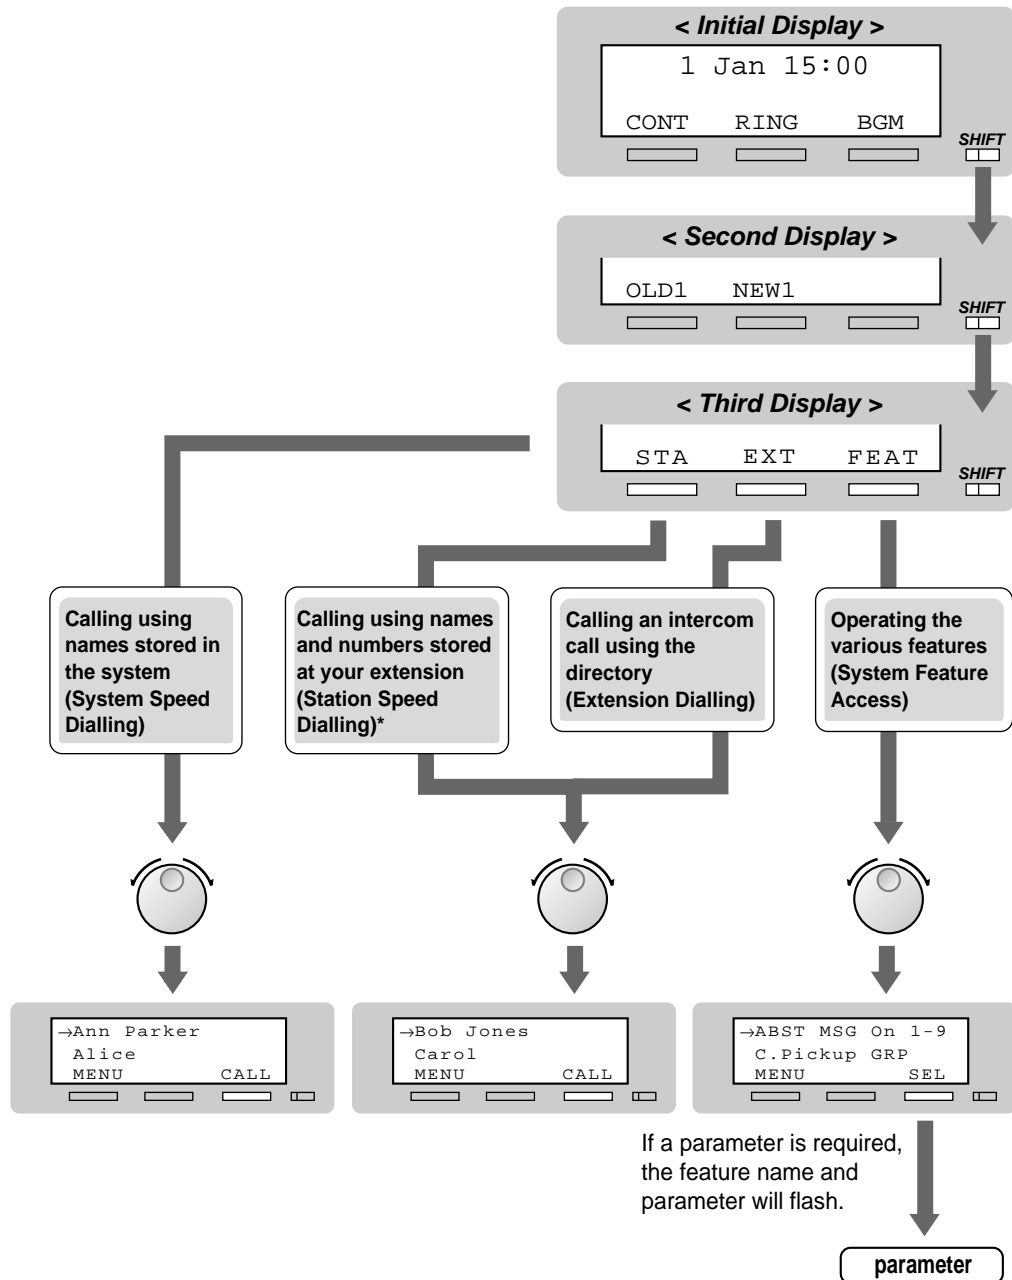 < Initial Display >
1 Jan 15:00
CONT RING BGM
SHIFT
< Second Display >
OLD1 NEW1
SHIFT
< Third Display >
STA EXT FEAT
SHIFT
Calling using
names stored in
the system
(System Speed
Dialling)
Calling using names
and numbers stored
at your extension
(Station Speed
Dialling)*
Calling an intercom
call using the
directory
(Extension Dialling)
Operating the
various features
(System Feature
Access)
→Ann Parker
Alice
MENU CALL
→Bob Jones
Carol
MENU CALL
→ABST MSG On 1-9
C.Pickup GRP
MENU SEL
If a parameter is required,
the feature name and
parameter will flash.
parameter